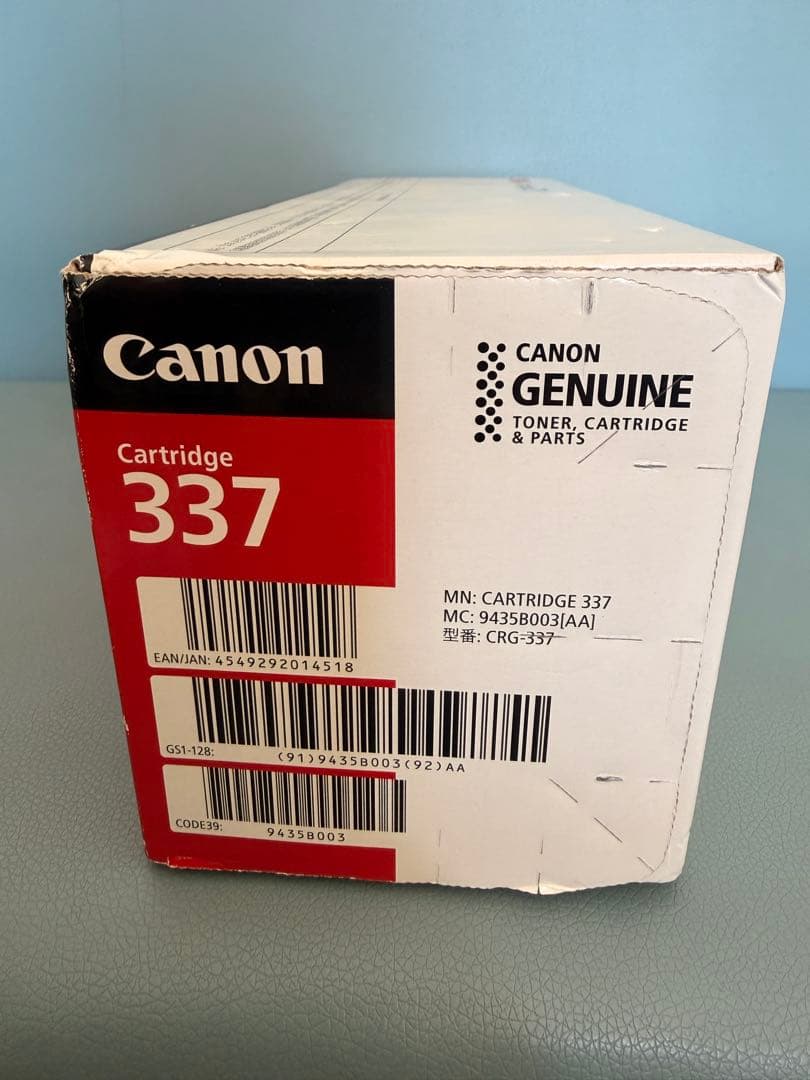 Canon
Cartridge
337
CANON
GENUINE
TONER, CARTRIDGE
& PARTS
MN: CARTRIDGE 337
MC: 9435B003[AA]
型番: CRG-337
EAN/JAN: 4549292014518
GS1-128: (91)9435B003(92)AA
CODE39: 9435B003